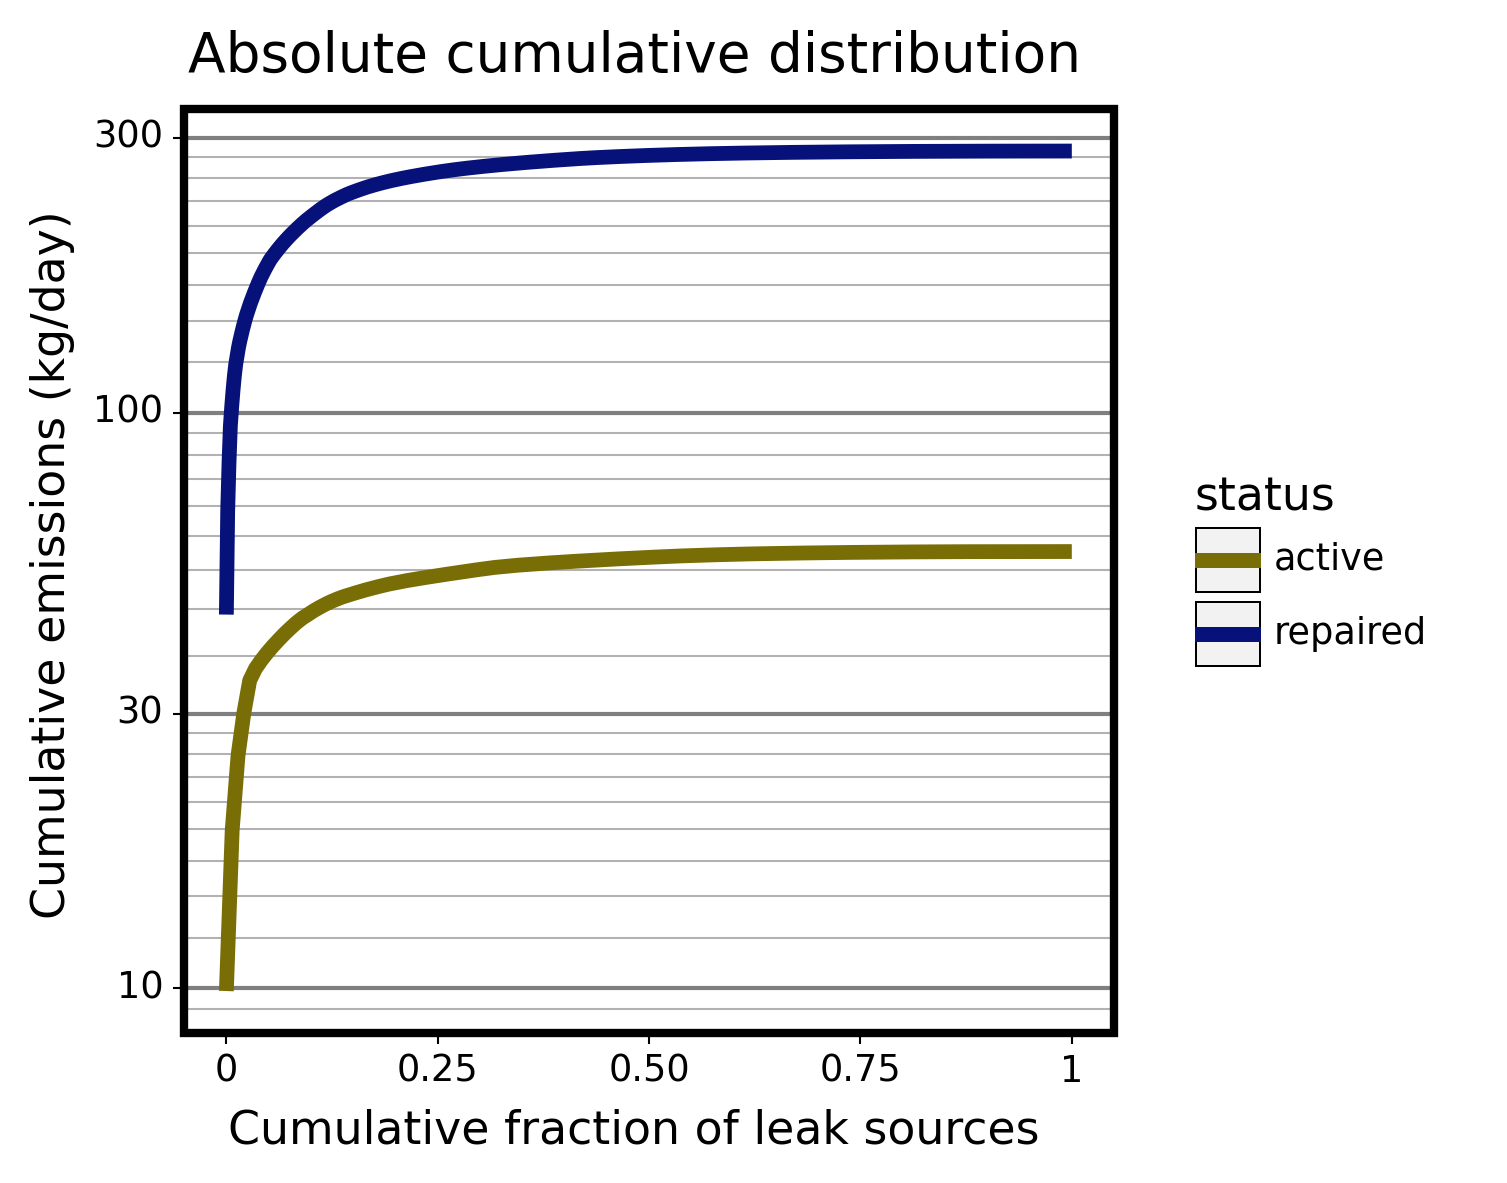 Absolute cumulative distribution
Cumulative emissions (kg/day)
300
100
30
10
0
0.25
0.50
0.75
1
Cumulative fraction of leak sources
status
active
repaired